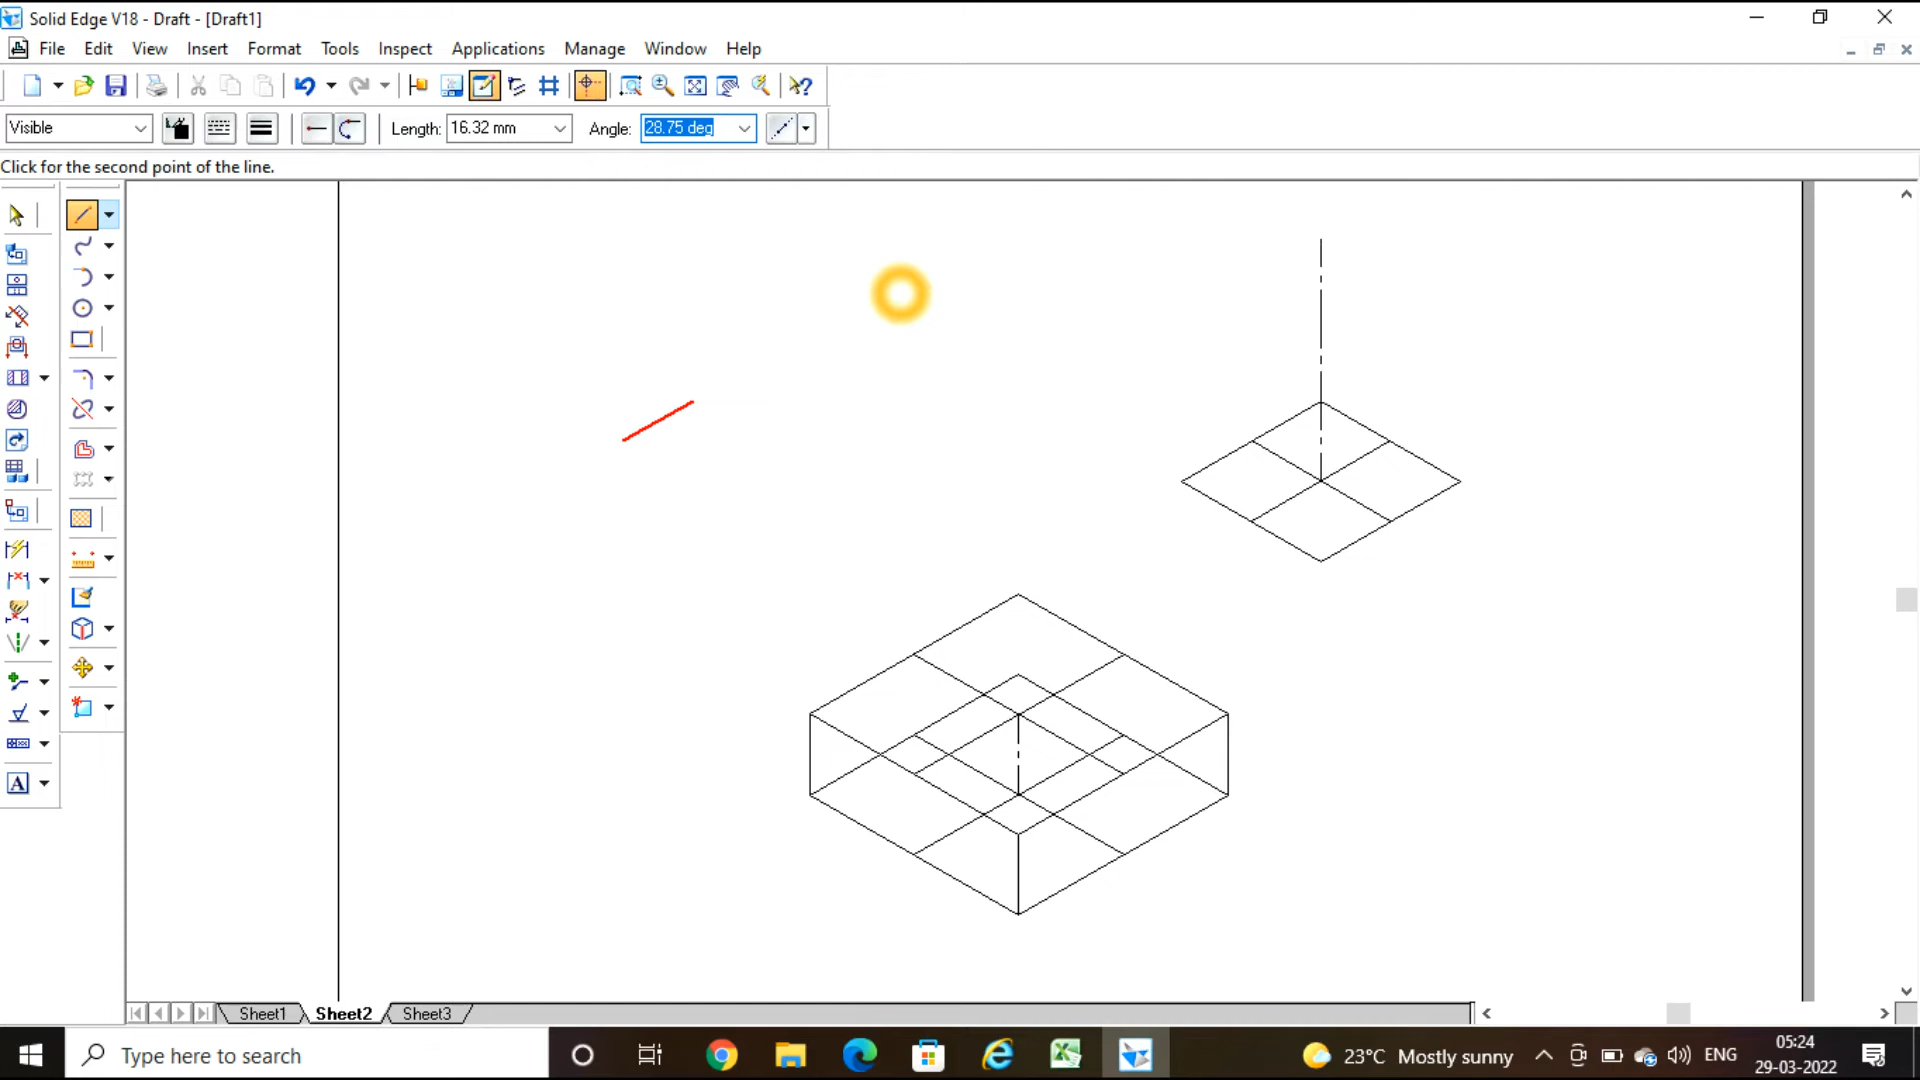 Solid Edge V18 - Draft - [Draft1]
File Edit View Insert Format Tools Inspect Applications Manage Window Help
Visible Length: 16.32 mm Angle: 28.75 deg
Click for the second point of the line.
A
Sheet1 Sheet2 Sheet3
Type here to search
23°C Mostly sunny ENG
05:24
29-03-2022